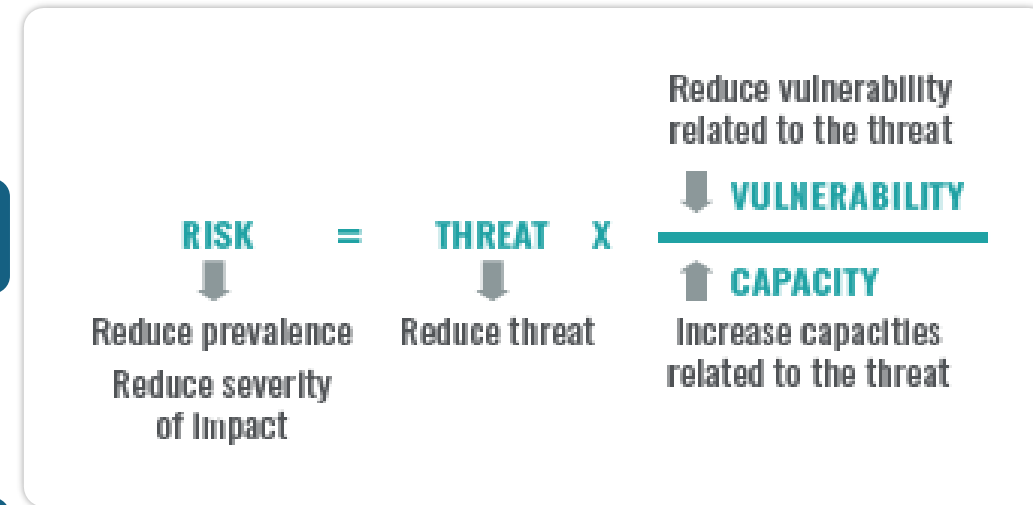 Reduce vulnerability
related to the threat
VULNERABILITY
RISK = THREAT X
CAPACITY
Reduce prevalence
Reduce severity
of Impact
Reduce threat
Increase capacities
related to the threat